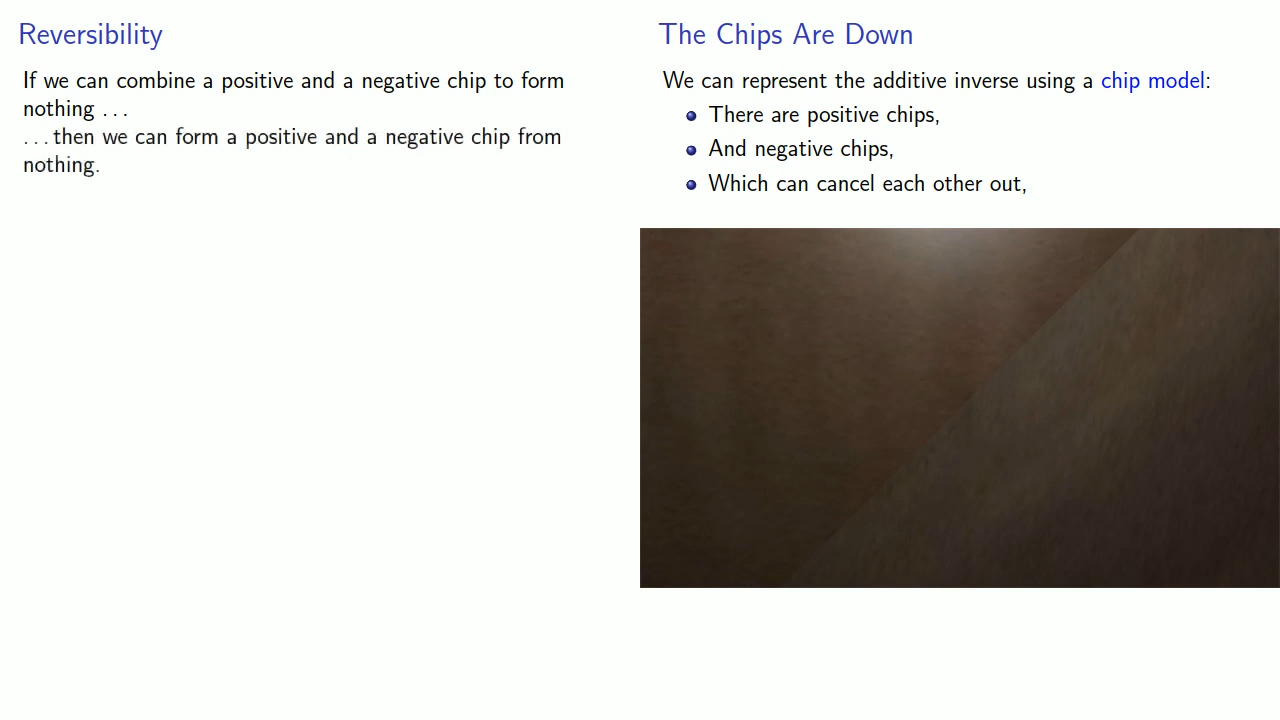 Reversibility
If we can combine a positive and a negative chip to form
nothing ...
...then we can form a positive and a negative chip from
nothing.
The Chips Are Down
We can represent the additive inverse using a chip model:
There are positive chips,
And negative chips,
Which can cancel each other out,